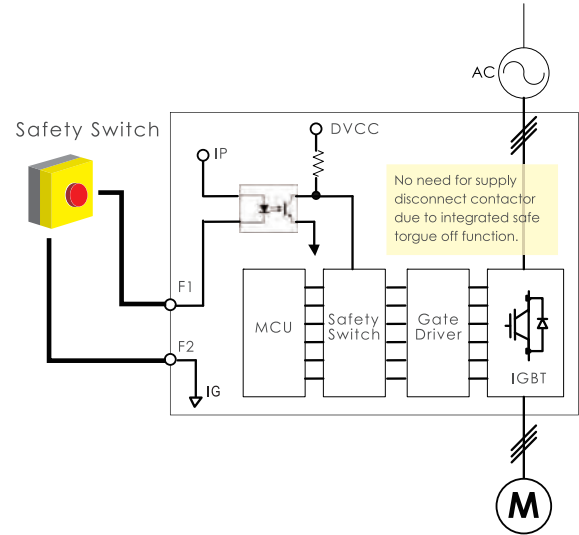 AC
Safety Switch
DVCC
IP
No need for supply
disconnect contactor
due to integrated safe
torgue off function.
F1
MCU
Safety
Switch
Gate
Driver
F2
IG
IGBT
M